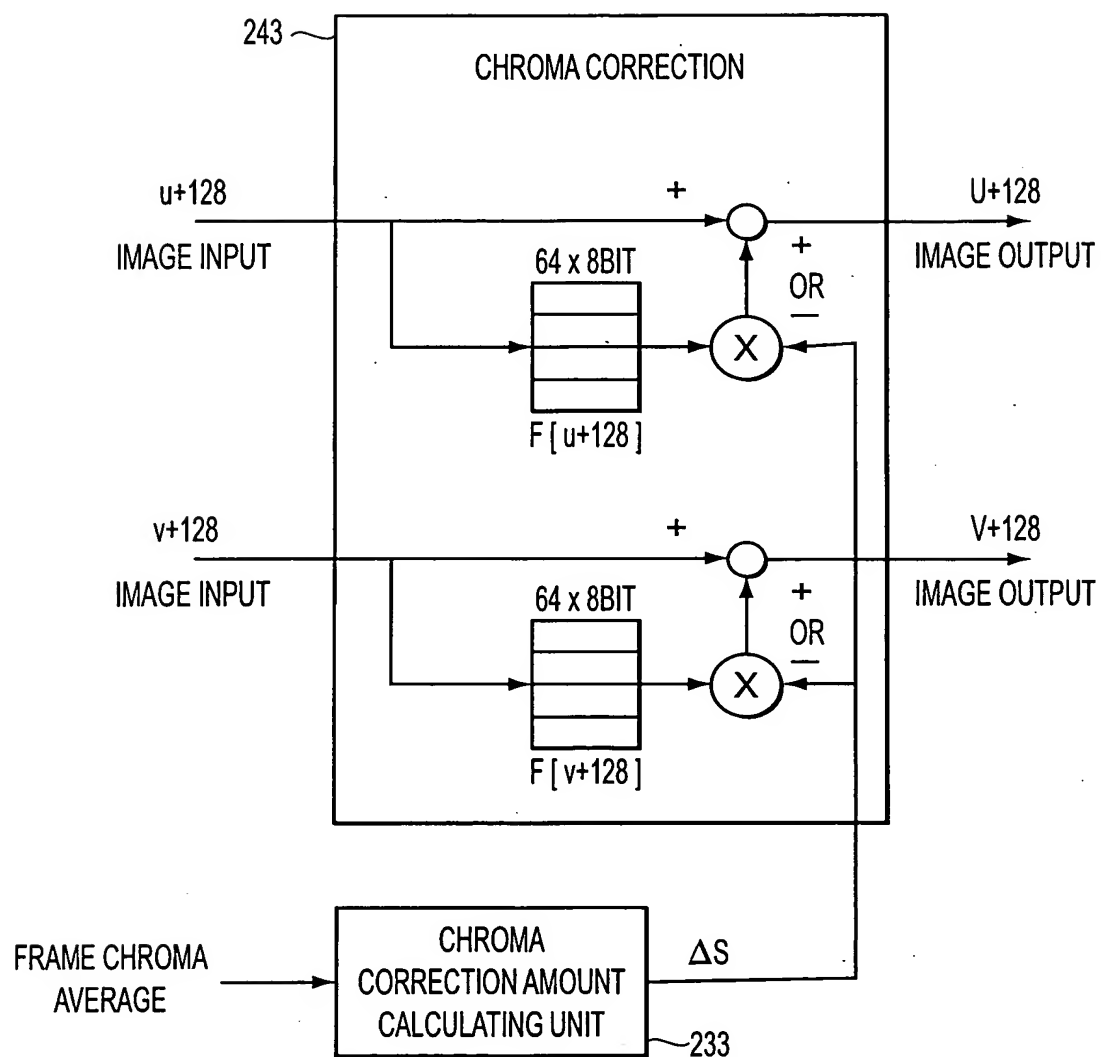 243
CHROMA CORRECTION
u+128
IMAGE INPUT
+
U+128
IMAGE OUTPUT
64 x 8BIT
+
OR
—
X
F [ u+128 ]
v+128
IMAGE INPUT
+
V+128
IMAGE OUTPUT
64 x 8BIT
+
OR
—
X
F [ v+128 ]
FRAME CHROMA
AVERAGE
CHROMA
CORRECTION AMOUNT
CALCULATING UNIT
ΔS
233